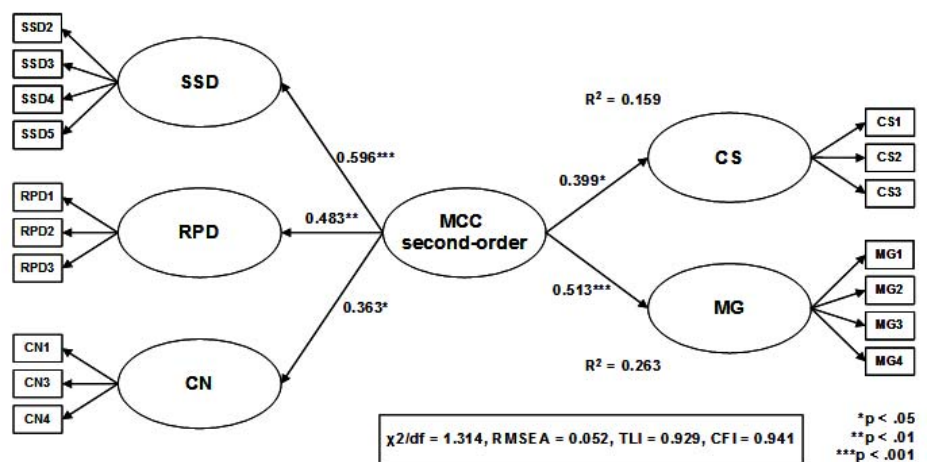 SSD2
SSD3
SSD4
SSD5
SSD
0.596***
RPD1
RPD2
RPD3
RPD
0.483**
CN1
CN3
CN4
CN
0.363*
MCC
second-order
R² = 0.159
CS
0.399*
CS1
CS2
CS3
0.513***
MG
MG1
MG2
MG3
MG4
R² = 0.263
χ2/df = 1.314, RMSEA = 0.052, TLI = 0.929, CFI = 0.941
*p < .05
**p < .01
***p < .001